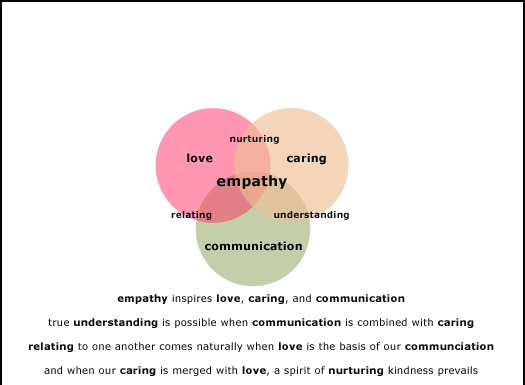 nurturing
love caring
empathy
relating understanding
communication
empathy inspires love, caring, and communication
true understanding is possible when communication is combined with caring
relating to one another comes naturally when love is the basis of our communciation
and when our caring is merged with love, a spirit of nurturing kindness prevails